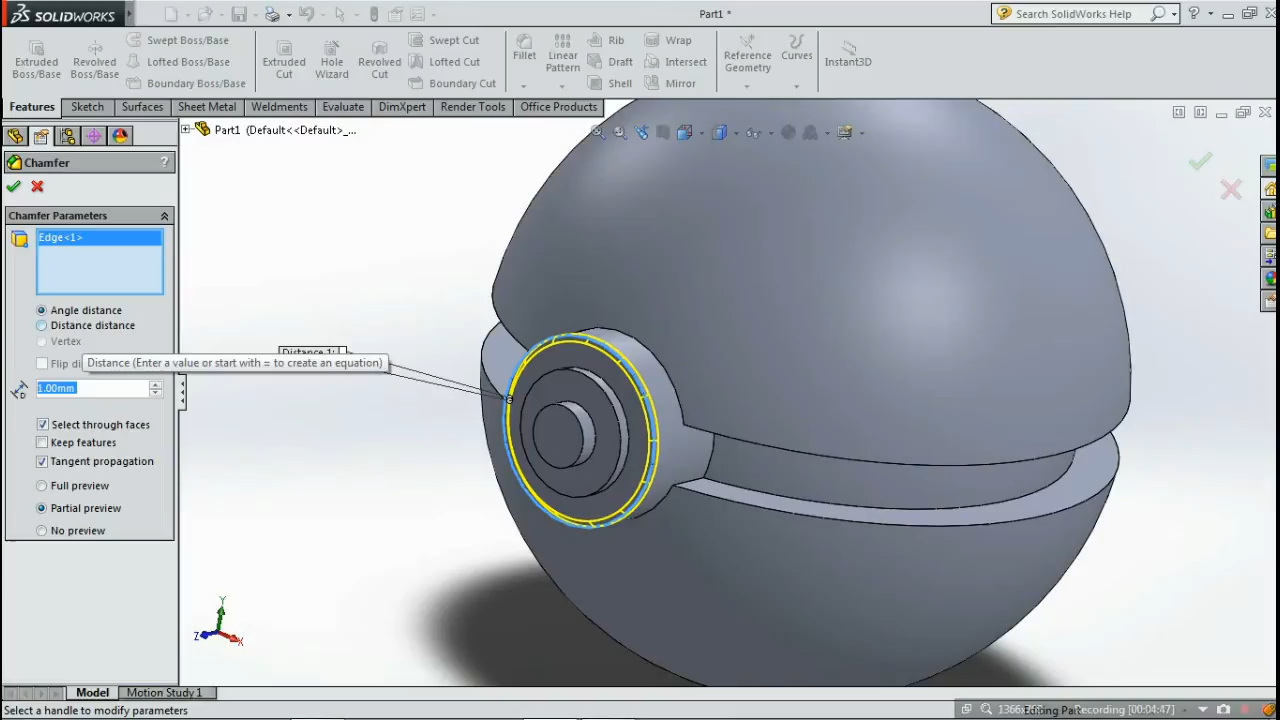 SOLIDWORKS
Part1 *
Search SolidWorks Help
Extruded Boss/Base
Revolved Boss/Base
Swept Boss/Base
Lofted Boss/Base
Boundary Boss/Base
Extruded Cut
Hole Wizard
Revolved Cut
Swept Cut
Lofted Cut
Boundary Cut
Fillet
Linear Pattern
Rib
Draft
Shell
Wrap
Intersect
Mirror
Reference Geometry
Curves
Instant3D
Features Sketch Surfaces Sheet Metal Weldments Evaluate DimXpert Render Tools Office Products
Part1 (Default<<Default>_...
Chamfer ?
Chamfer Parameters
Edge<1>
Angle distance
Distance distance
Vertex
Flip di
Distance (Enter a value or start with = to create an equation)
1.00mm
Select through faces
Keep features
Tangent propagation
Full preview
Partial preview
No preview
Y
Z X
Model Motion Study 1
Select a handle to modify parameters
Editing Part
Recording [00:04:47]